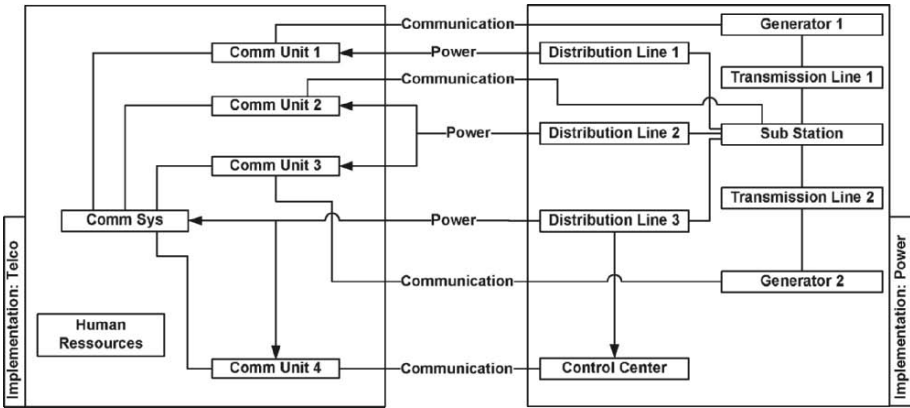 Communication
Generator 1
Comm Unit 1
Power
Distribution Line 1
Communication
Transmission Line 1
Comm Unit 2
Power
Distribution Line 2
Sub Station
Comm Unit 3
Transmission Line 2
Comm Sys
Power
Distribution Line 3
Implementation: Telco
Implementation: Power
Communication
Generator 2
Human
Ressources
Comm Unit 4
Communication
Control Center